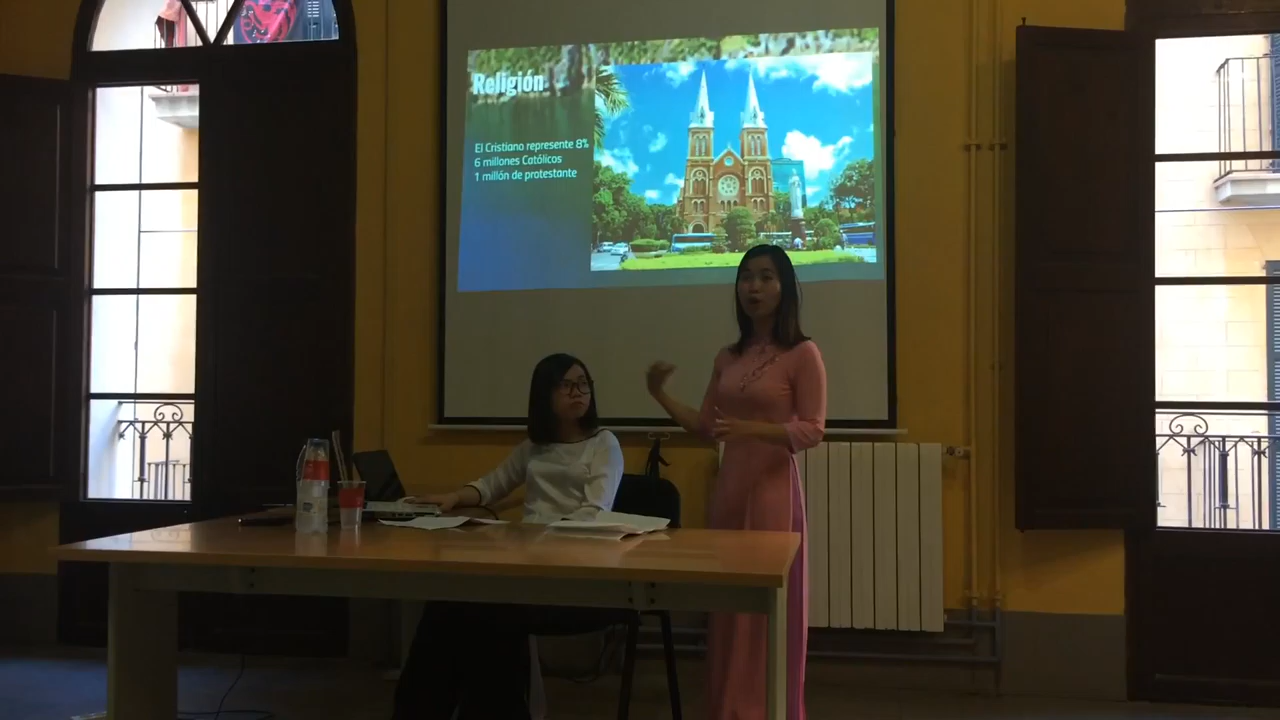 Religión
El Cristiano represente 8%
6 millones Católicos
1 millón de protestante